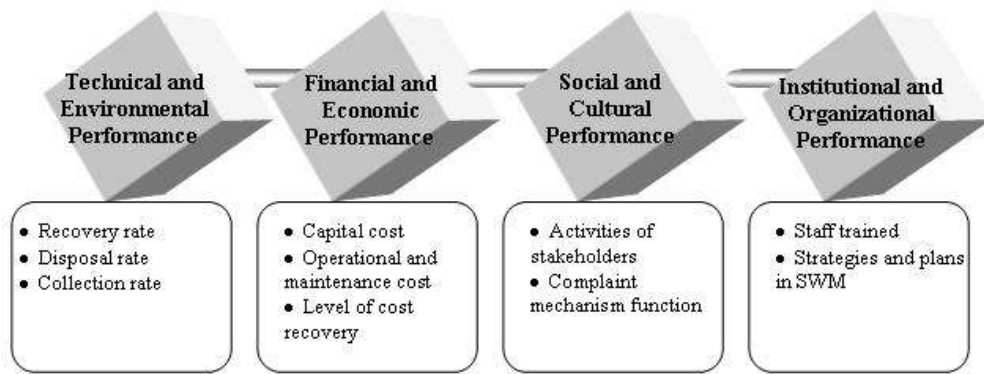 Technical and
Environmental
Performance
Financial and
Economic
Performance
Social and
Cultural
Performance
Institutional and
Organizational
Performance
● Recovery rate
● Disposal rate
● Collection rate
● Capital cost
● Operational and
maintenance cost
● Level of cost
recovery
● Activities of
stakeholders
● Complaint
mechanism function
● Staff trained
● Strategies and plans
in SWM